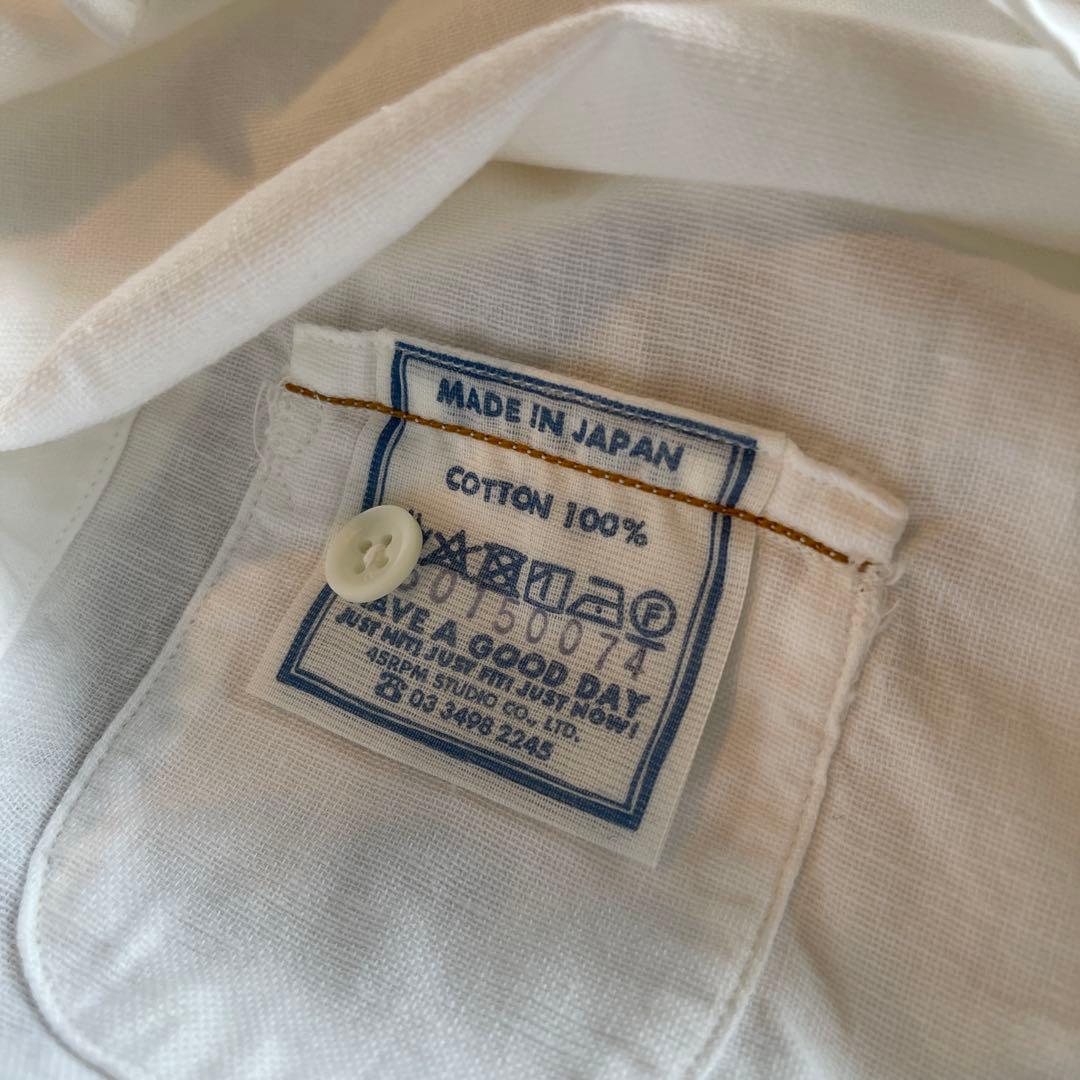 MADE IN JAPAN
COTTON 100%
50150074
A GOOD DAY
JUST HIT! JUST FIT! JUST NOW!
45RPM STUDIO CO., LTD.
☎ 03 3498 2245